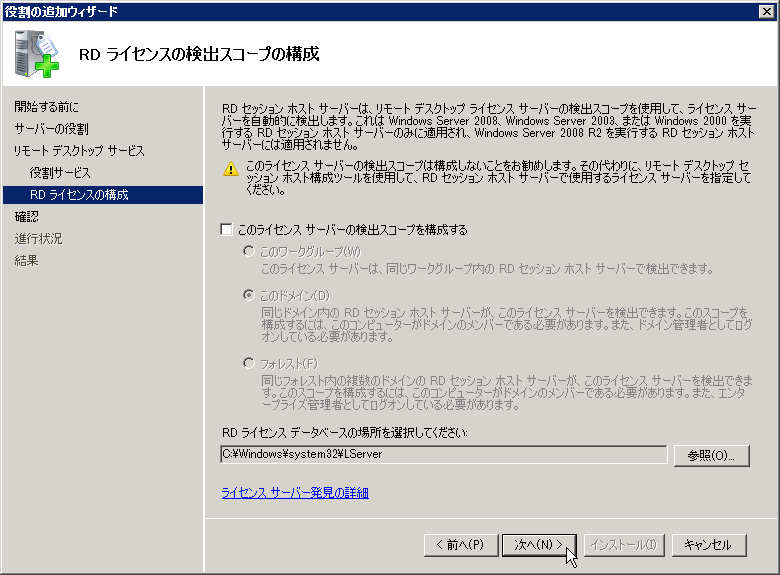 役割の追加ウィザード
RD ライセンスの検出スコープの構成
開始する前に
サーバーの役割
リモート デスクトップ サービス
役割サービス
RD ライセンスの構成
確認
進行状況
結果
RD セッション ホスト サーバーは、リモート デスクトップ ライセンス サーバーの検出スコープを使用して、ライセンス サー
バーを自動的に検出します。これは Windows Server 2008、Windows Server 2003、または Windows 2000 を実
行する RD セッション ホスト サーバーのみに適用され、Windows Server 2008 R2 を実行する RD セッション ホスト
サーバーには適用されません。
このライセンス サーバーの検出スコープは構成しないことをお勧めします。その代わりに、リモート デスクトップ セ
ッション ホスト構成ツールを使用して、RD セッション ホスト サーバーで使用するライセンス サーバーを指定して
ください。
このライセンス サーバーの検出スコープを構成する
このワークグループ(W)
このライセンス サーバーは、同じワークグループ内の RD セッション ホスト サーバーで検出できます。
このドメイン(D)
同じドメイン内の RD セッション ホスト サーバーが、このライセンス サーバーを検出できます。このスコープを
構成するには、このコンピューターがドメインのメンバーである必要があります。また、ドメイン管理者としてログ
オンしている必要があります。
フォレスト(F)
同じフォレスト内の複数のドメインの RD セッション ホスト サーバーが、このライセンス サーバーを検出できま
す。このスコープを構成するには、このコンピューターがドメインのメンバーである必要があります。また、エンタ
ープライズ管理者としてログオンしている必要があります。
RD ライセンス データベースの場所を選択してください:
C:¥Windows¥system32¥LServer
参照(O)...
ライセンス サーバー発見の詳細
< 前へ(P)
次へ(N) >
インストール(I)
キャンセル